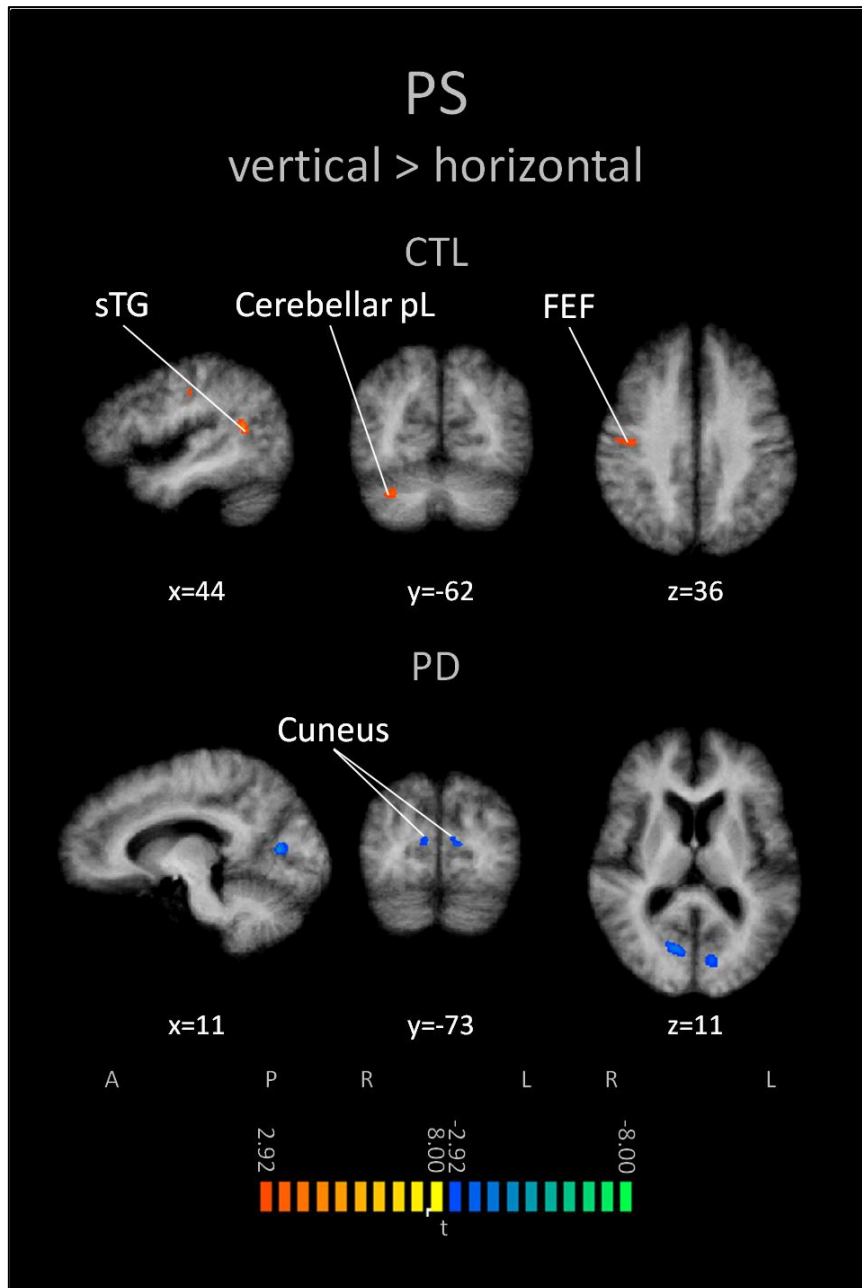 PS
vertical > horizontal
CTL
sTG Cerebellar pL FEF
x=44 y=-62 z=36
PD
Cuneus
x=11 y=-73 z=11
A P R L R L
2.92 8.00 -2.92 -8.00
t